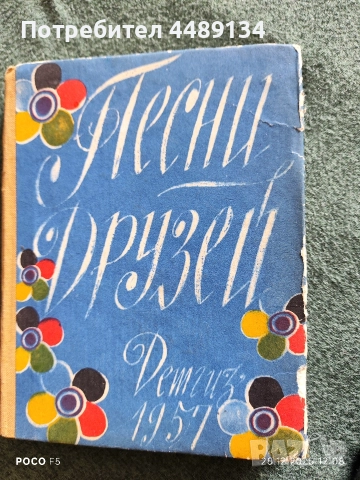 Потребител 4489134
Песни
Друзей
Детгиз
1957
POCO F5